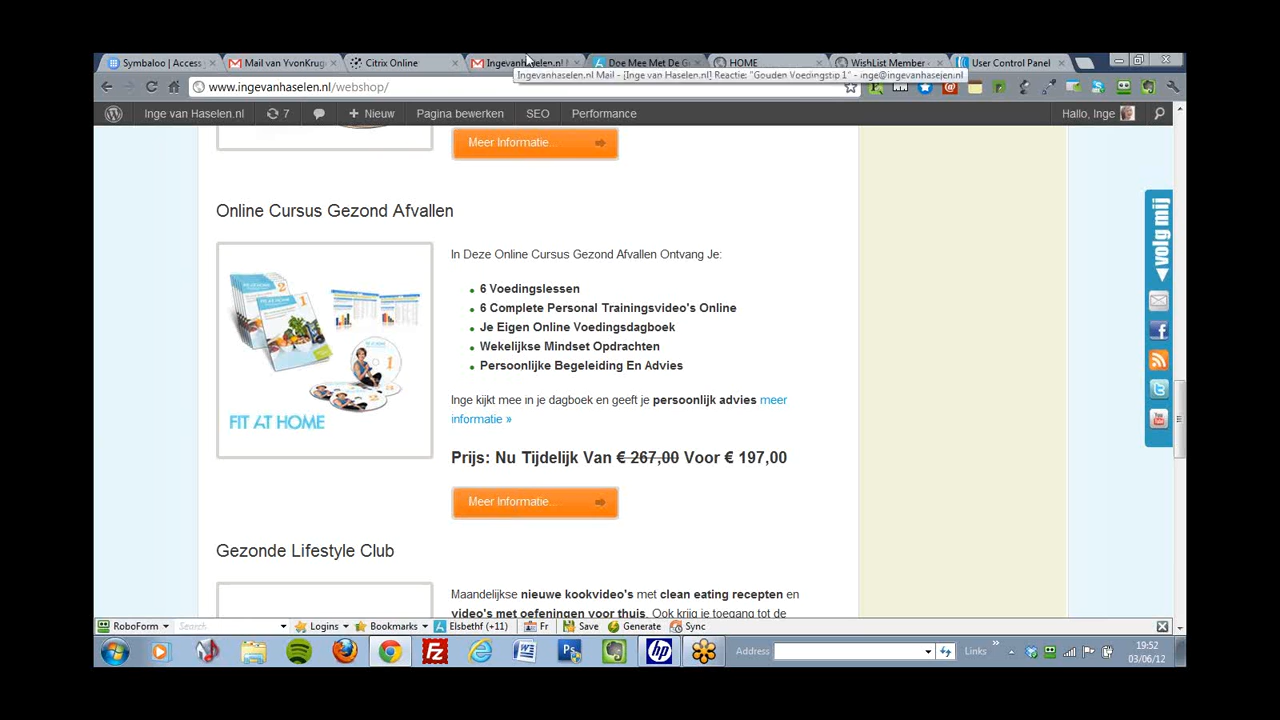 Symbaloo | Access
Mail van YvonKrug
Citrix Online
Ingevanhaselen.nl M
Doe Mee Met De G
HOME
WishList Member
User Control Panel
Ingevanhaselen.nl Mail - [Inge van Haselen.nl] Reactie: "Gouden Voedingstip 1" - inge@ingevanhaselen.nl
www.ingevanhaselen.nl/webshop/
Inge van Haselen.nl 7 + Nieuw Pagina bewerken SEO Performance Hallo, Inge
Meer Informatie...
Online Cursus Gezond Afvallen
In Deze Online Cursus Gezond Afvallen Ontvang Je:
6 Voedingslessen
6 Complete Personal Trainingsvideo's Online
Je Eigen Online Voedingsdagboek
Wekelijkse Mindset Opdrachten
Persoonlijke Begeleiding En Advies
FIT AT HOME
Inge kijkt mee in je dagboek en geeft je persoonlijk advies meer
informatie »
Prijs: Nu Tijdelijk Van € 267,00 Voor € 197,00
Meer Informatie...
Gezonde Lifestyle Club
Maandelijkse nieuwe kookvideo's met clean eating recepten en
video's met oefeningen voor thuis. Ook krijg je toegang tot de
volg mij
You Tube
RoboForm Search Logins Bookmarks Elsbethf (+11) Fr Save Generate Sync
Address Links
19:52
03/06/12